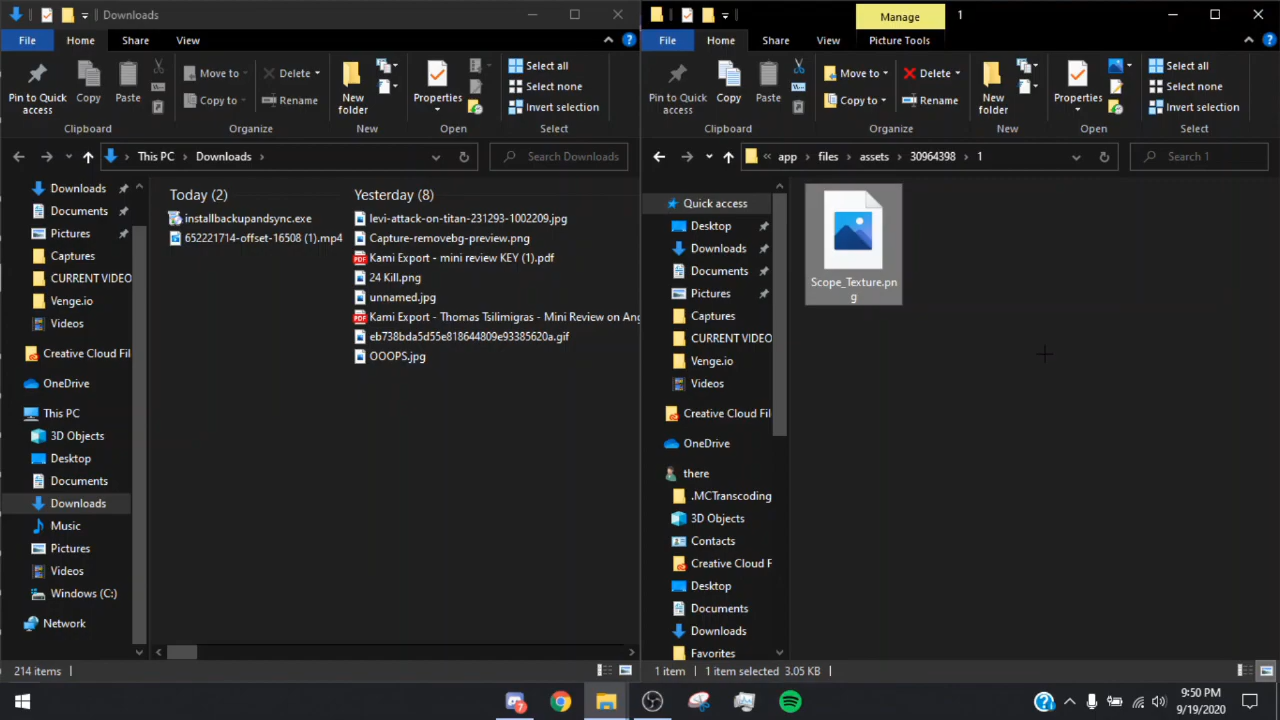 Downloads
File Home Share View
Pin to Quick access
Copy
Paste
Move to
Copy to
Delete
Rename
New folder
Properties
Select all
Select none
Invert selection
Clipboard Organize New Open Select
This PC Downloads
Search Downloads
Downloads
Documents
Pictures
Captures
CURRENT VIDEO
Venge.io
Videos
Creative Cloud Fil
OneDrive
This PC
3D Objects
Desktop
Documents
Downloads
Music
Pictures
Videos
Windows (C:)
Network
Today (2)
installbackupandsync.exe
652221714-offset-16508 (1).mp4
Yesterday (8)
levi-attack-on-titan-231293-1002209.jpg
Capture-removebg-preview.png
PDF Kami Export - mini review KEY (1).pdf
24 Kill.png
unnamed.jpg
PDF Kami Export - Thomas Tsilimigras - Mini Review on Ang
eb738bda5d55e818644809e93385620a.gif
OOOPS.jpg
214 items
Manage 1
File Home Share View Picture Tools
Pin to Quick access
Copy
Paste
Move to
Copy to
Delete
Rename
New folder
Properties
Select all
Select none
Invert selection
Clipboard Organize New Open Select
« app files assets 30964398 1
Search 1
Quick access
Desktop
Downloads
Documents
Pictures
Captures
CURRENT VIDEO
Venge.io
Videos
Creative Cloud Fil
OneDrive
there
.MCTranscoding
3D Objects
Contacts
Creative Cloud F
Desktop
Documents
Downloads
Favorites
Scope_Texture.pn
g
1 item 1 item selected 3.05 KB
7
9:50 PM
9/19/2020